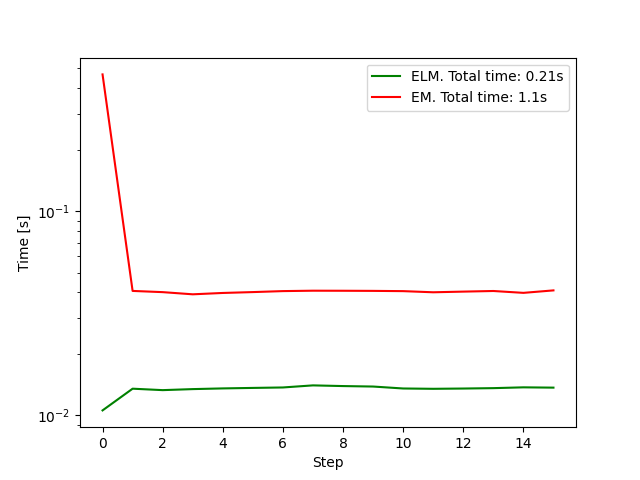 ELM. Total time: 0.21s
EM. Total time: 1.1s
Time [s]
10⁻¹
10⁻²
0 2 4 6 8 10 12 14
Step